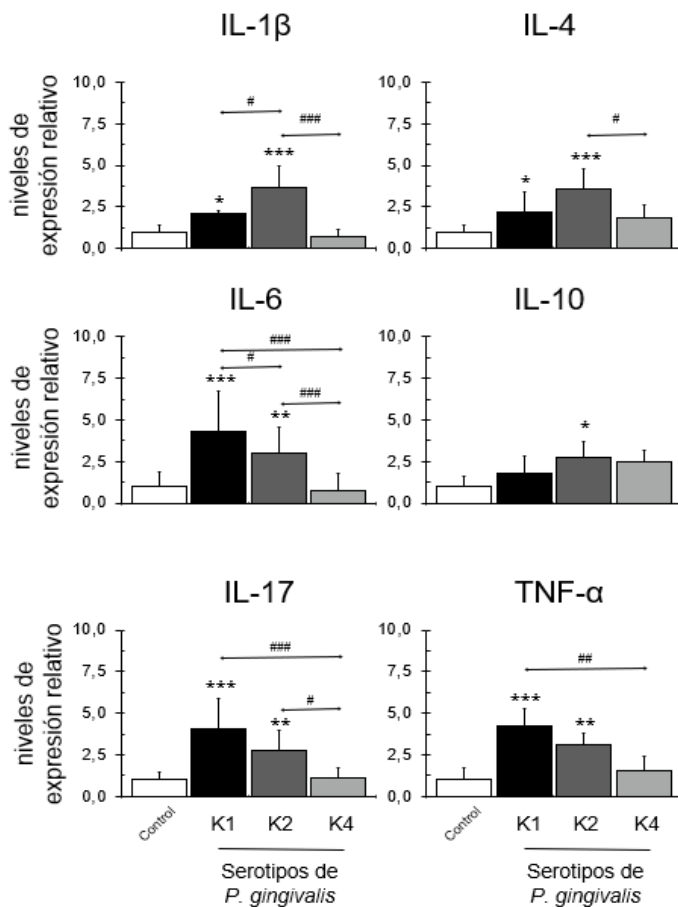 IL-1β
niveles de
expresión relativo
10,0
7,5
5,0
2,5
0,0
*
***
#
###
IL-4
10,0
7,5
5,0
2,5
0,0
*
***
#
IL-6
niveles de
expresión relativo
10,0
7,5
5,0
2,5
0,0
###
#
***
###
**
IL-10
10,0
7,5
5,0
2,5
0,0
*
IL-17
niveles de
expresión relativo
10,0
7,5
5,0
2,5
0,0
###
***
#
**
Control
K1 K2 K4
Serotipos de
P. gingivalis
TNF-α
10,0
7,5
5,0
2,5
0,0
##
***
**
Control
K1 K2 K4
Serotipos de
P. gingivalis